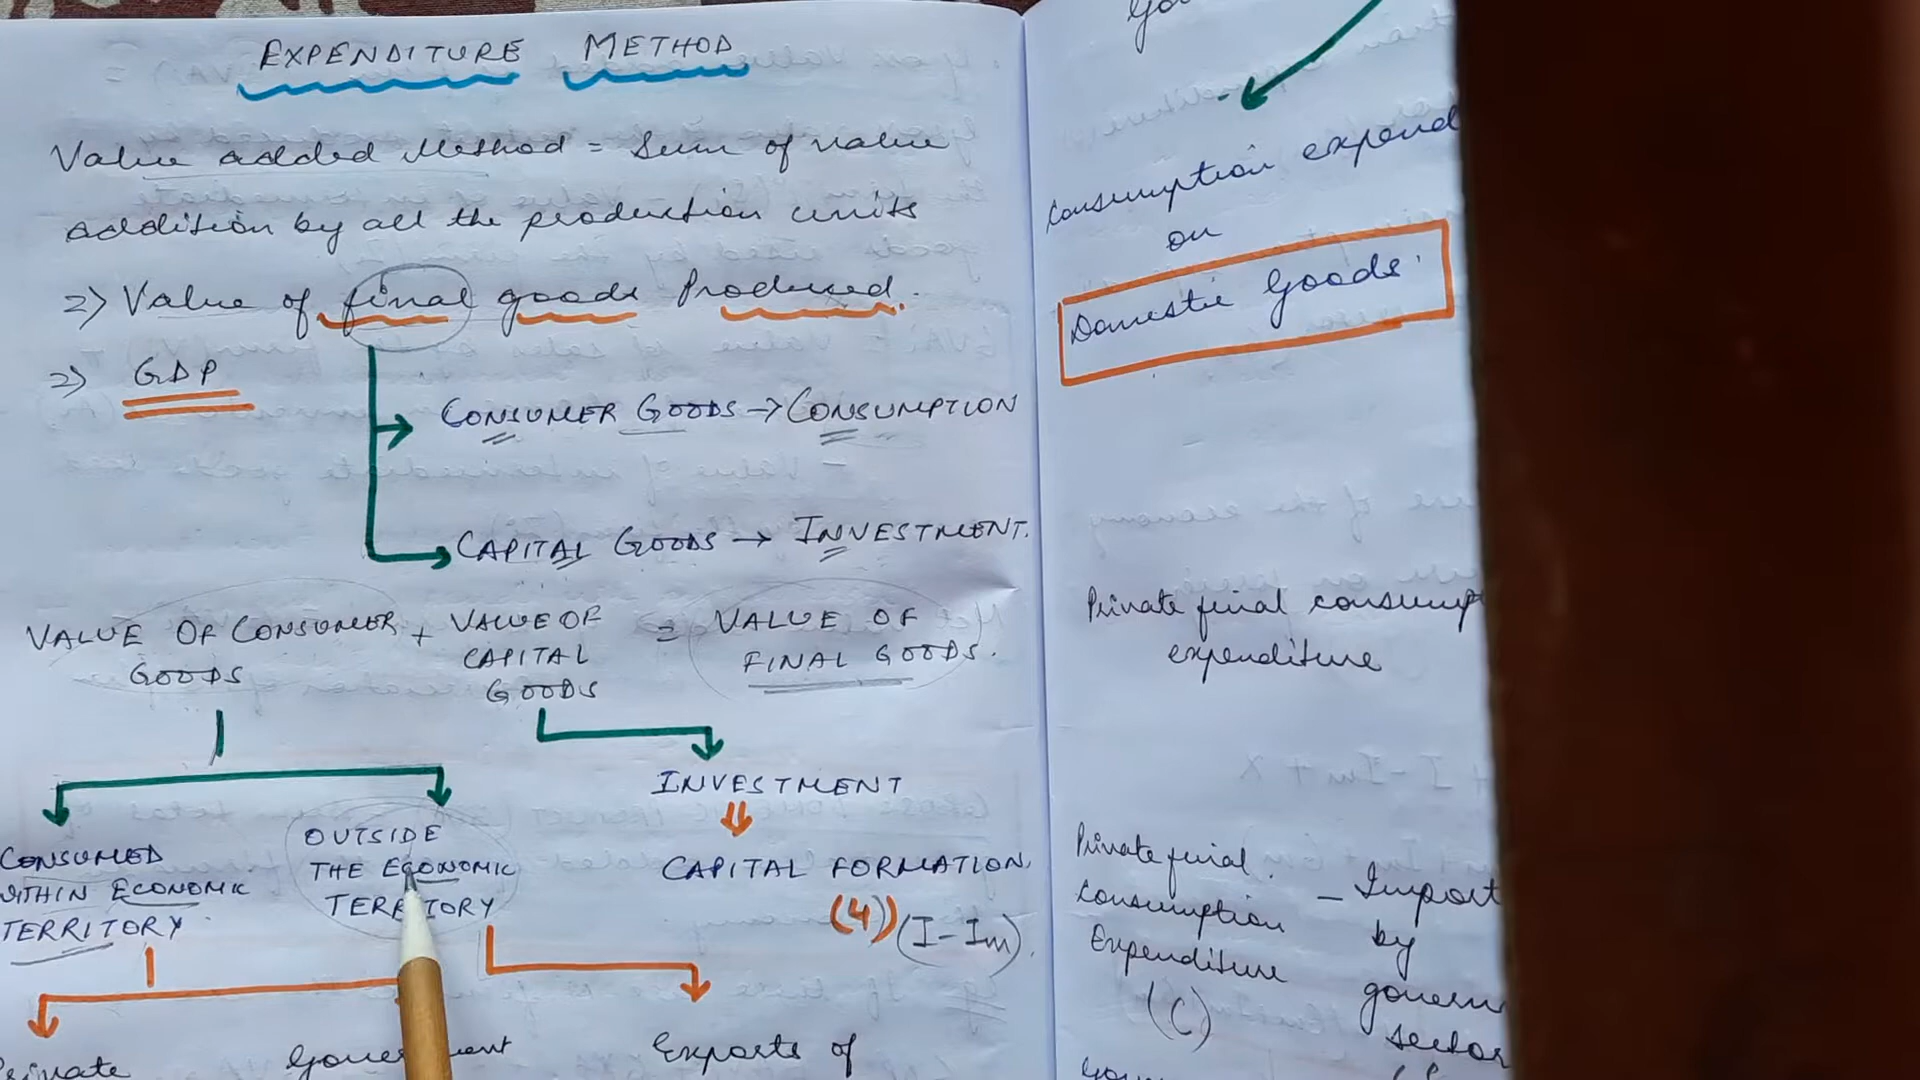 EXPENDITURE METHOD
Value added Method = Sum of value
addition by all the production units
=> Value of final goods Produced.
=> GDP
CONSUMER GOODS → CONSUMPTION
CAPITAL GOODS → INVESTMENT.
VALUE OF CONSUMER + VALUE OF = VALUE OF
GOODS CAPITAL FINAL GOODS.
GOODS
INVESTMENT
CONSUMED
WITHIN ECONOMIC
TERRITORY
OUTSIDE
THE ECONOMIC
TERRITORY
CAPITAL FORMATION.
(4) (I-Im).
Private
Exports of
Consumption expend
on
Domestic Goods.
Private final consumpt
expenditure
Private final
Consumption
Expenditure
(C)
- Import
by
govern
sector